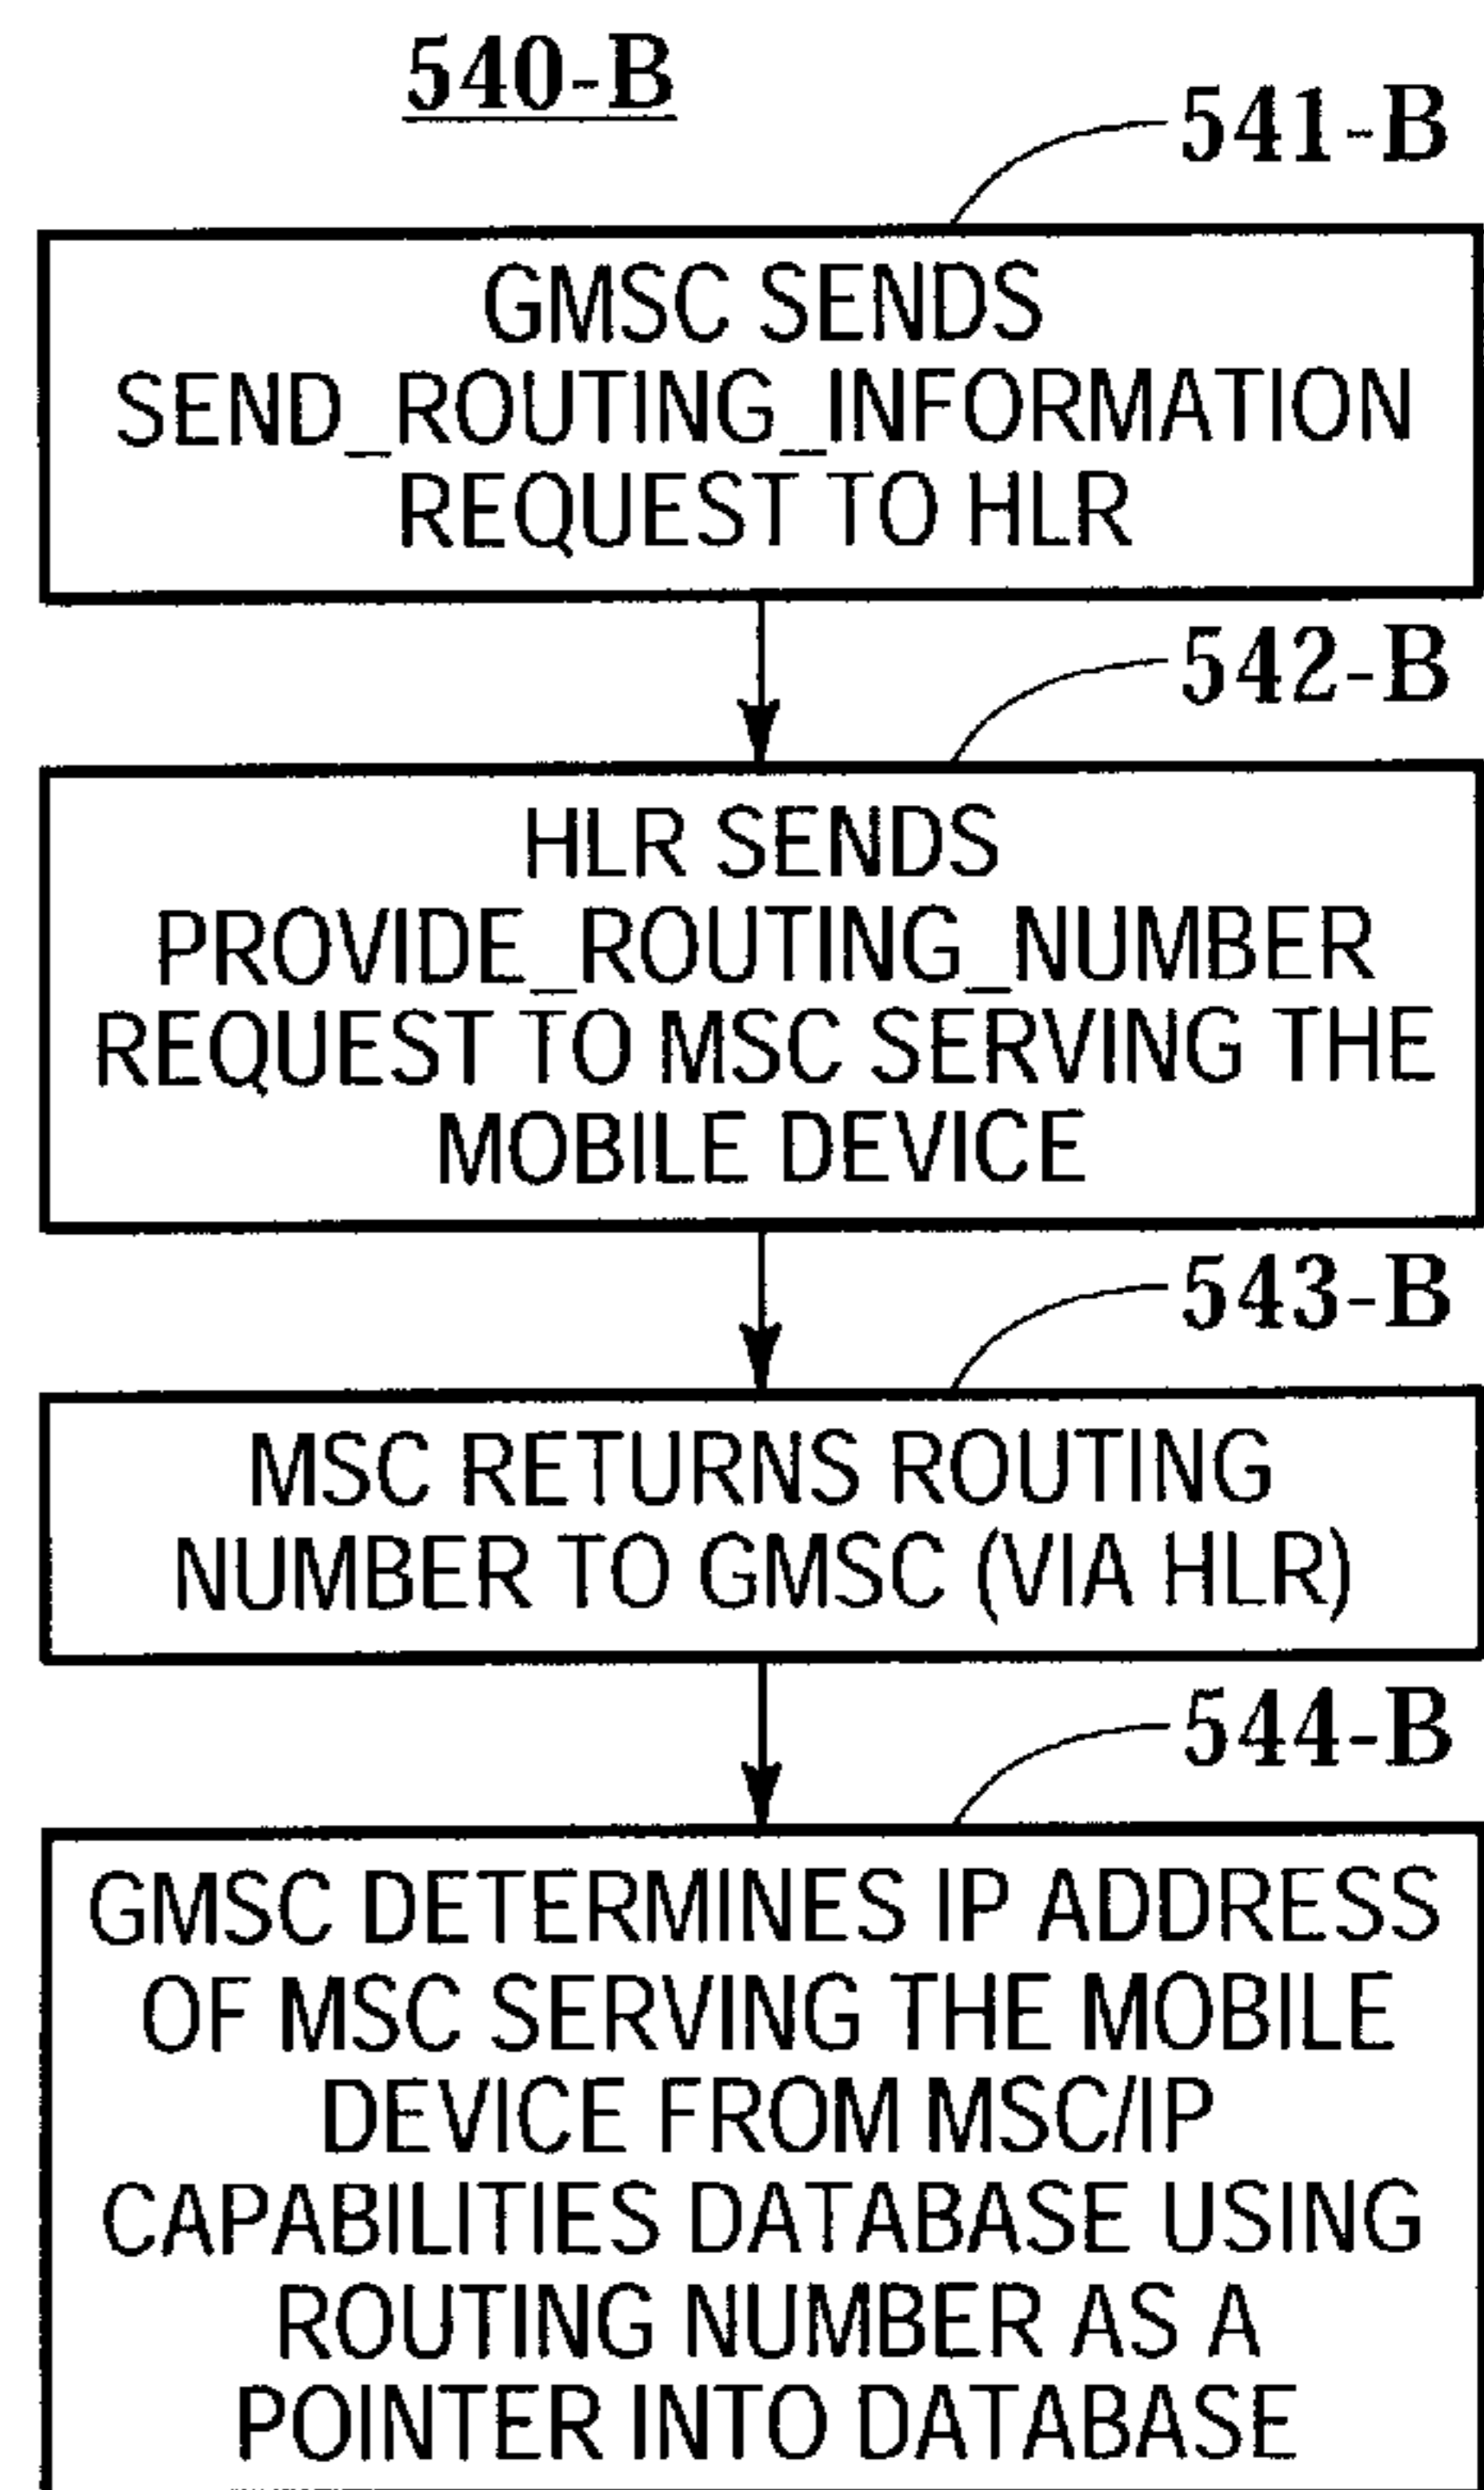 540-B
541-B
GMSC SENDS
SEND_ROUTING_INFORMATION
REQUEST TO HLR
542-B
HLR SENDS
PROVIDE_ROUTING_NUMBER
REQUEST TO MSC SERVING THE
MOBILE DEVICE
543-B
MSC RETURNS ROUTING
NUMBER TO GMSC (VIA HLR)
544-B
GMSC DETERMINES IP ADDRESS
OF MSC SERVING THE MOBILE
DEVICE FROM MSC/IP
CAPABILITIES DATABASE USING
ROUTING NUMBER AS A
POINTER INTO DATABASE